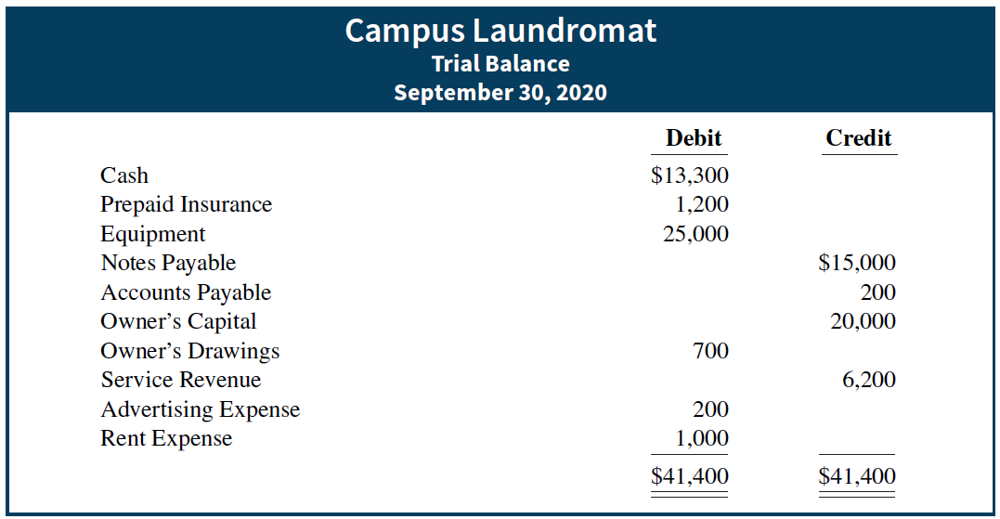 Campus Laundromat
Trial Balance
September 30, 2020
Debit Credit
Cash $13,300
Prepaid Insurance 1,200
Equipment 25,000
Notes Payable $15,000
Accounts Payable 200
Owner’s Capital 20,000
Owner’s Drawings 700
Service Revenue 6,200
Advertising Expense 200
Rent Expense 1,000
$41,400 $41,400